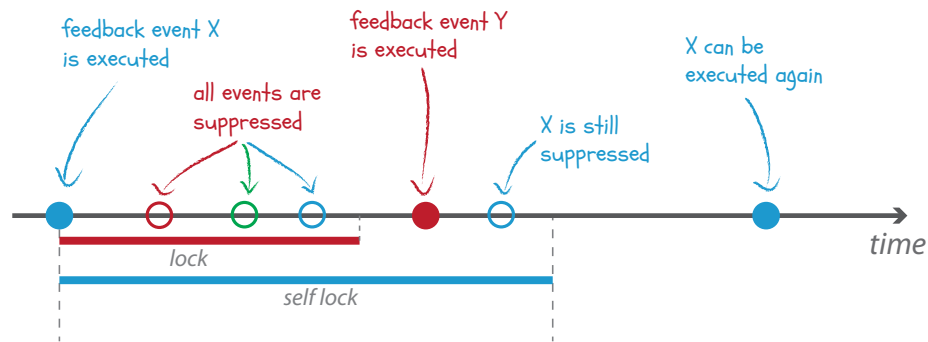 feedback event X
is executed
all events are
suppressed
feedback event Y
is executed
X is still
suppressed
X can be
executed again
time
lock
self lock